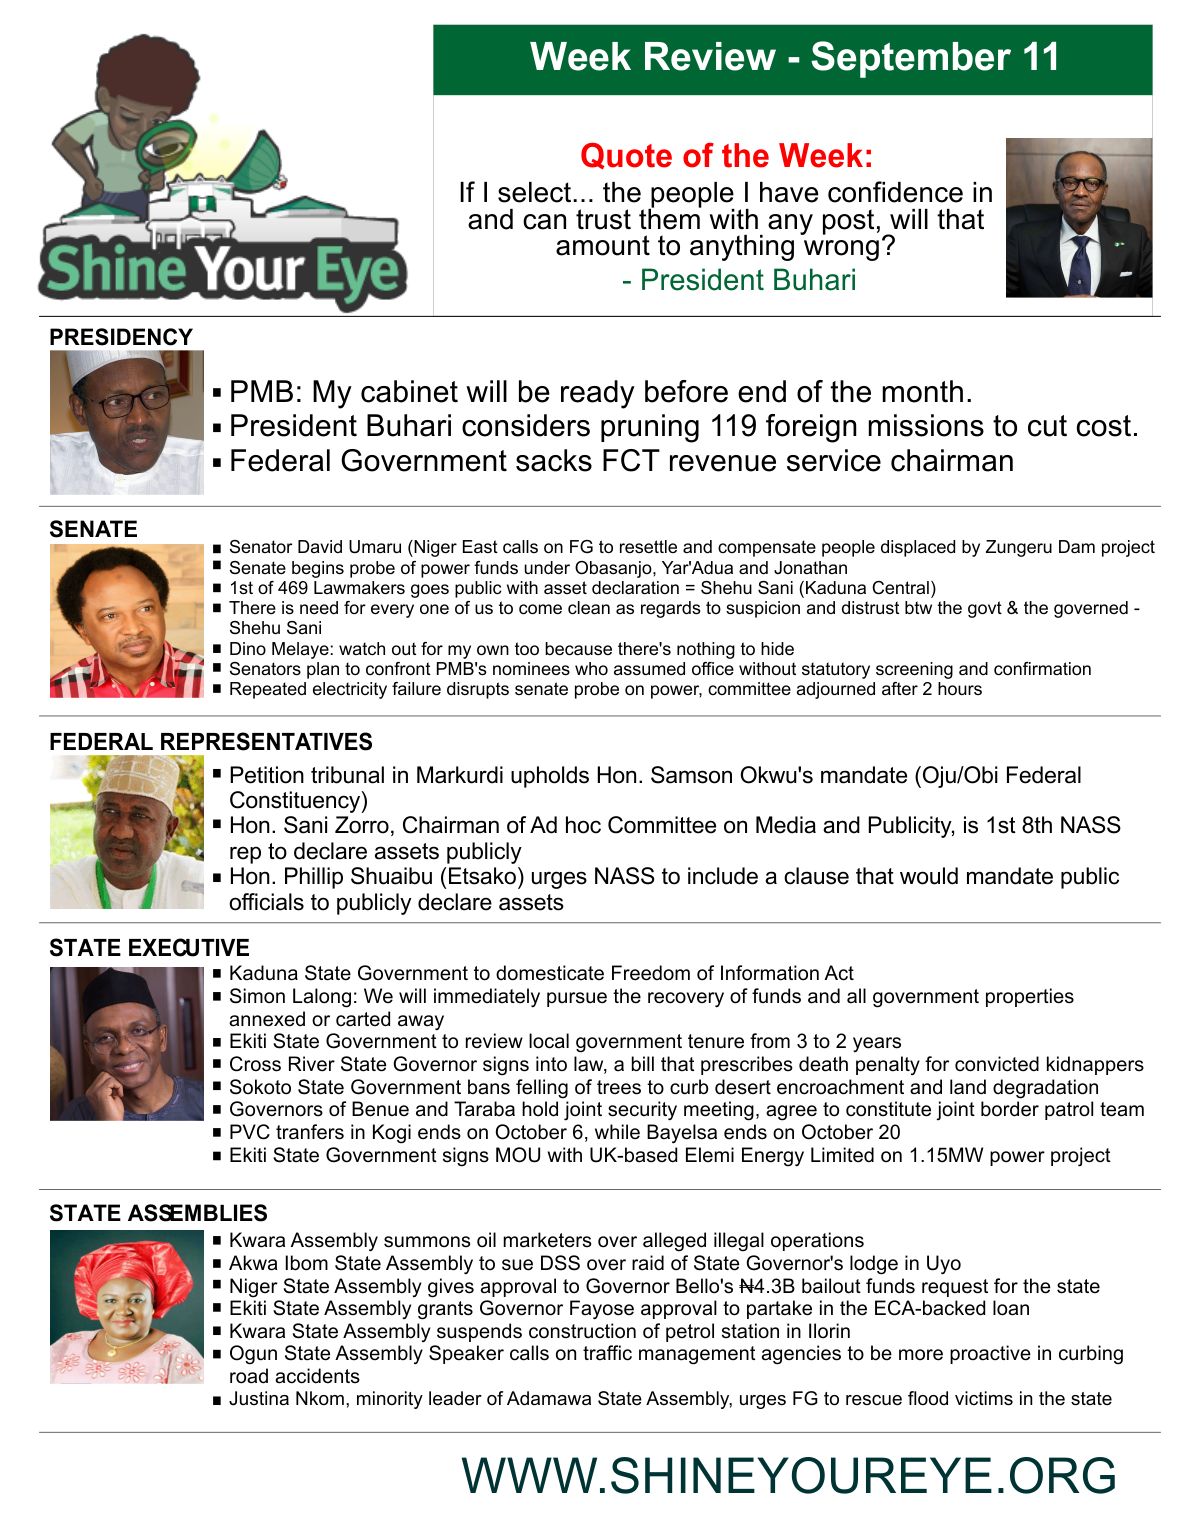 Shine Your Eye
Week Review - September 11
Quote of the Week:
If I select... the people I have confidence in
and can trust them with any post, will that
amount to anything wrong?
- President Buhari
PRESIDENCY
▪ PMB: My cabinet will be ready before end of the month.
▪ President Buhari considers pruning 119 foreign missions to cut cost.
▪ Federal Government sacks FCT revenue service chairman
SENATE
▪ Senator David Umaru (Niger East calls on FG to resettle and compensate people displaced by Zungeru Dam project
▪ Senate begins probe of power funds under Obasanjo, Yar'Adua and Jonathan
▪ 1st of 469 Lawmakers goes public with asset declaration = Shehu Sani (Kaduna Central)
▪ There is need for every one of us to come clean as regards to suspicion and distrust btw the govt & the governed -
Shehu Sani
▪ Dino Melaye: watch out for my own too because there's nothing to hide
▪ Senators plan to confront PMB's nominees who assumed office without statutory screening and confirmation
▪ Repeated electricity failure disrupts senate probe on power, committee adjourned after 2 hours
FEDERAL REPRESENTATIVES
▪ Petition tribunal in Markurdi upholds Hon. Samson Okwu's mandate (Oju/Obi Federal
Constituency)
▪ Hon. Sani Zorro, Chairman of Ad hoc Committee on Media and Publicity, is 1st 8th NASS
rep to declare assets publicly
▪ Hon. Phillip Shuaibu (Etsako) urges NASS to include a clause that would mandate public
officials to publicly declare assets
STATE EXECUTIVE
▪ Kaduna State Government to domesticate Freedom of Information Act
▪ Simon Lalong: We will immediately pursue the recovery of funds and all government properties
annexed or carted away
▪ Ekiti State Government to review local government tenure from 3 to 2 years
▪ Cross River State Governor signs into law, a bill that prescribes death penalty for convicted kidnappers
▪ Sokoto State Government bans felling of trees to curb desert encroachment and land degradation
▪ Governors of Benue and Taraba hold joint security meeting, agree to constitute joint border patrol team
▪ PVC tranfers in Kogi ends on October 6, while Bayelsa ends on October 20
▪ Ekiti State Government signs MOU with UK-based Elemi Energy Limited on 1.15MW power project
STATE ASSEMBLIES
▪ Kwara Assembly summons oil marketers over alleged illegal operations
▪ Akwa Ibom State Assembly to sue DSS over raid of State Governor's lodge in Uyo
▪ Niger State Assembly gives approval to Governor Bello's ₦4.3B bailout funds request for the state
▪ Ekiti State Assembly grants Governor Fayose approval to partake in the ECA-backed loan
▪ Kwara State Assembly suspends construction of petrol station in Ilorin
▪ Ogun State Assembly Speaker calls on traffic management agencies to be more proactive in curbing
road accidents
▪ Justina Nkom, minority leader of Adamawa State Assembly, urges FG to rescue flood victims in the state
WWW.SHINEYOUREYE.ORG